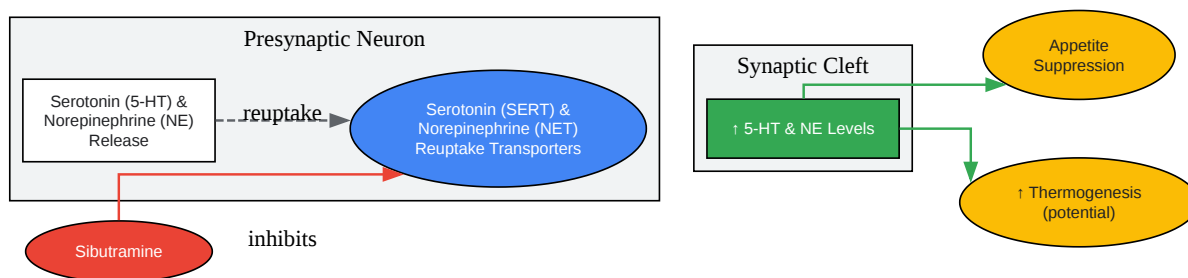 Presynaptic Neuron
Serotonin (5-HT) &
Norepinephrine (NE)
Release
reuptake
Serotonin (SERT) &
Norepinephrine (NET)
Reuptake Transporters
Sibutramine
inhibits
Synaptic Cleft
↑ 5-HT & NE Levels
Appetite
Suppression
↑ Thermogenesis
(potential)